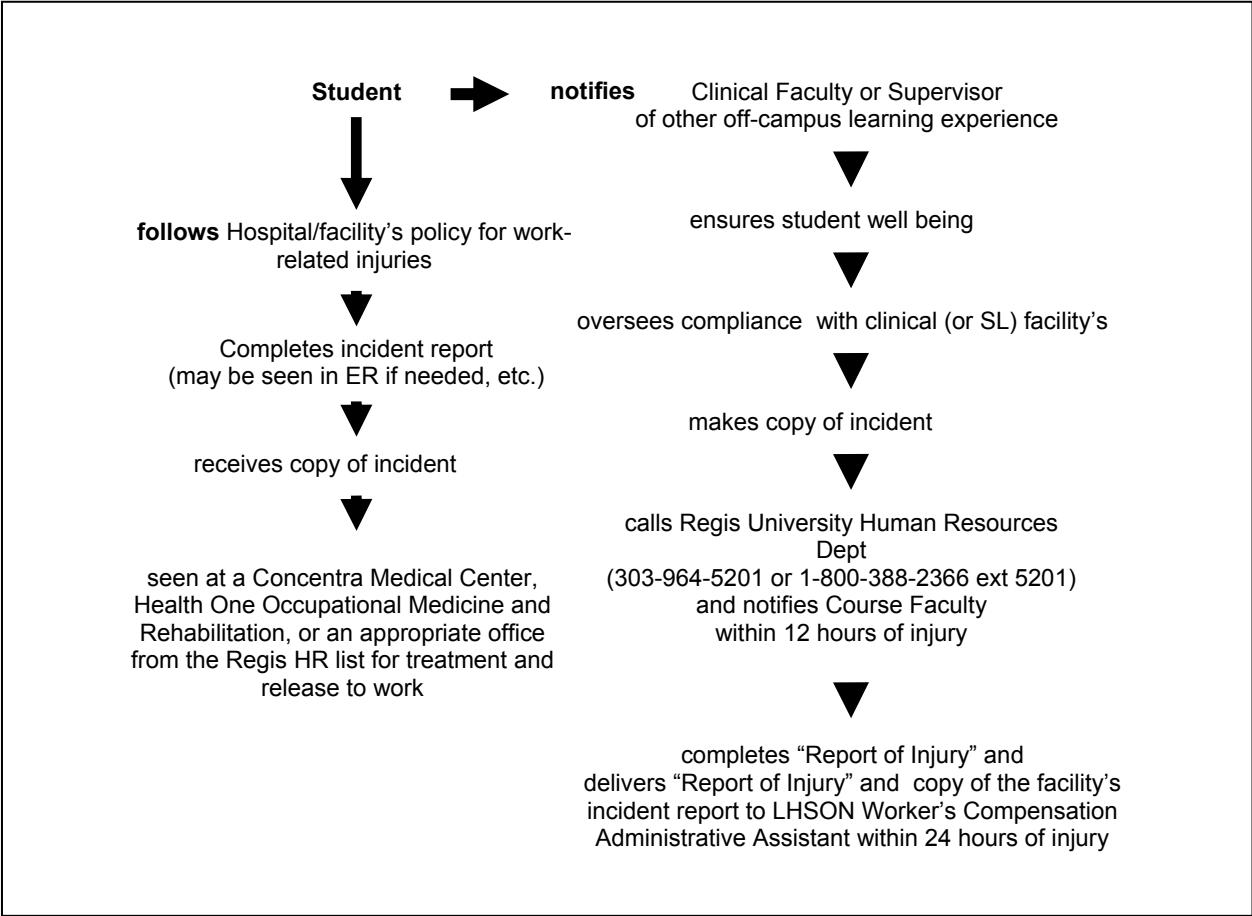 Student notifies Clinical Faculty or Supervisor
of other off-campus learning experience
follows Hospital/facility’s policy for work-
related injuries
Completes incident report
(may be seen in ER if needed, etc.)
receives copy of incident
seen at a Concentra Medical Center,
Health One Occupational Medicine and
Rehabilitation, or an appropriate office
from the Regis HR list for treatment and
release to work
ensures student well being
oversees compliance  with clinical (or SL) facility’s
makes copy of incident
calls Regis University Human Resources
Dept
(303-964-5201 or 1-800-388-2366 ext 5201)
and notifies Course Faculty
within 12 hours of injury
completes “Report of Injury” and
delivers “Report of Injury” and  copy of the facility’s
incident report to LHSON Worker’s Compensation
Administrative Assistant within 24 hours of injury